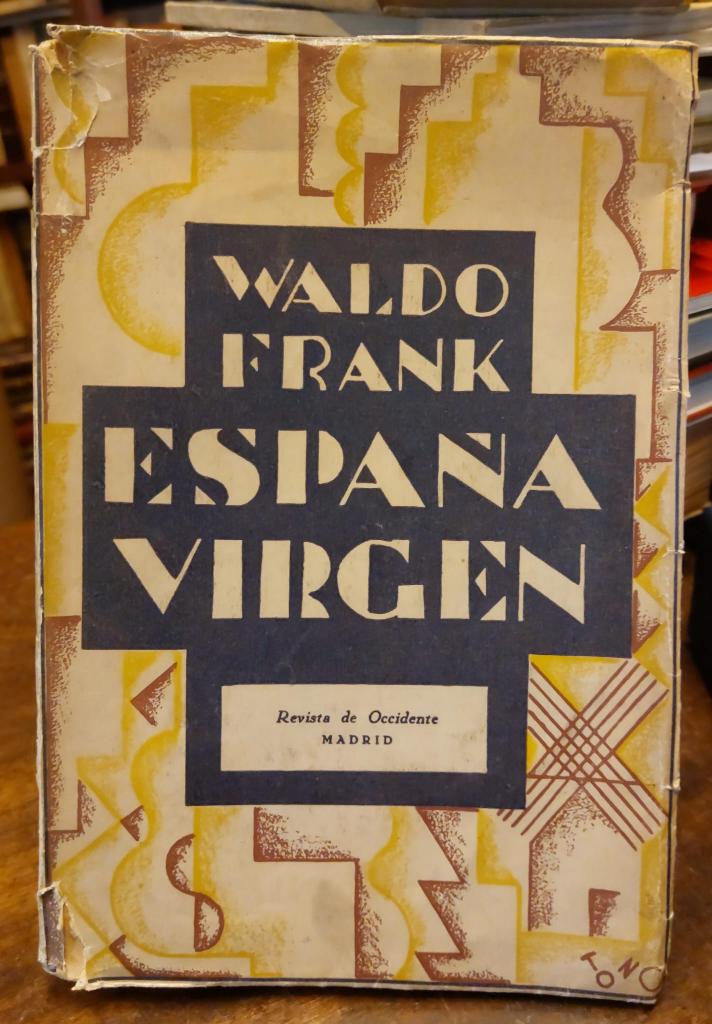 WALDO
FRANK
ESPAÑA
VIRGEN
Revista de Occidente
MADRID
TONO